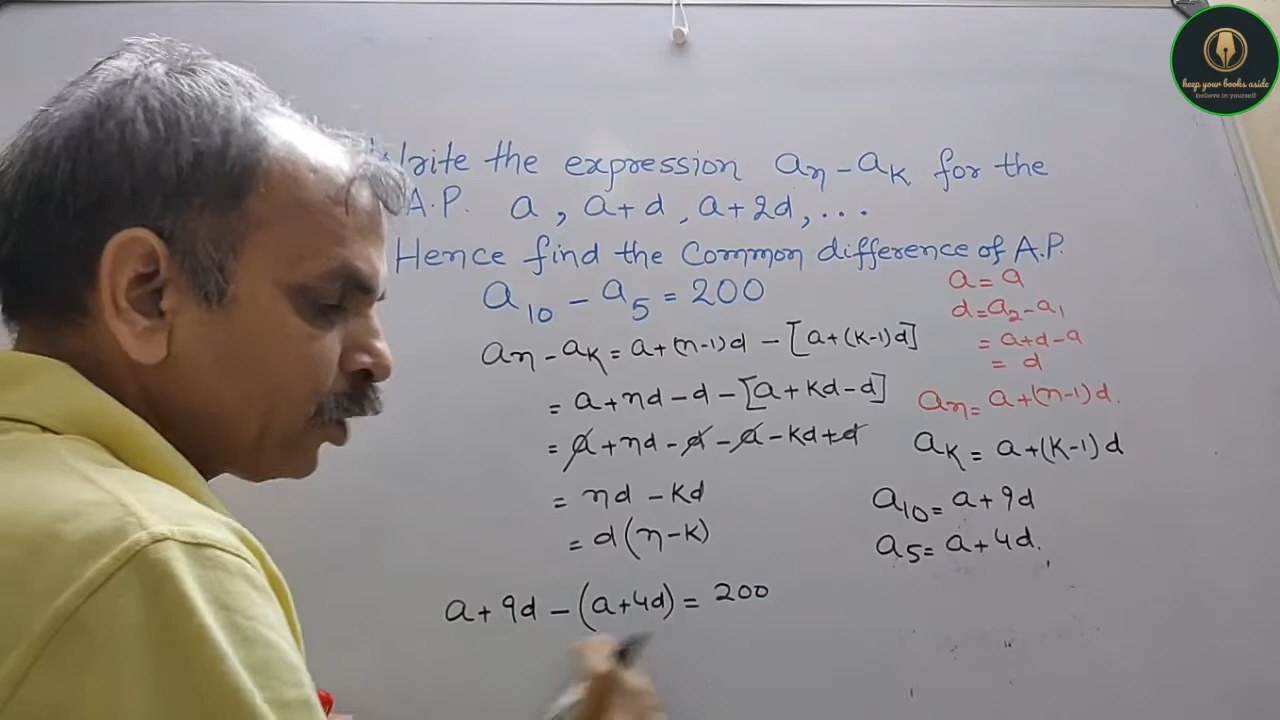 Write the expression an-ak for the
A.P. a, a+d, a+2d, ...
Hence find the Common difference of A.P.
a10 - a5 = 200
a = a
d = a2 - a1
= a+d-a
= d
an = a+(n-1)d.
ak = a+(k-1)d
a10 = a+9d
a5 = a+4d.
an - ak = a+(n-1)d - [a+(k-1)d]
= a+nd-d-[a+kd-d]
= a+nd-d-a-kd+d
= nd - kd
= d(n-k)
a+9d-(a+4d) = 200
keep your books aside
believe in yourself